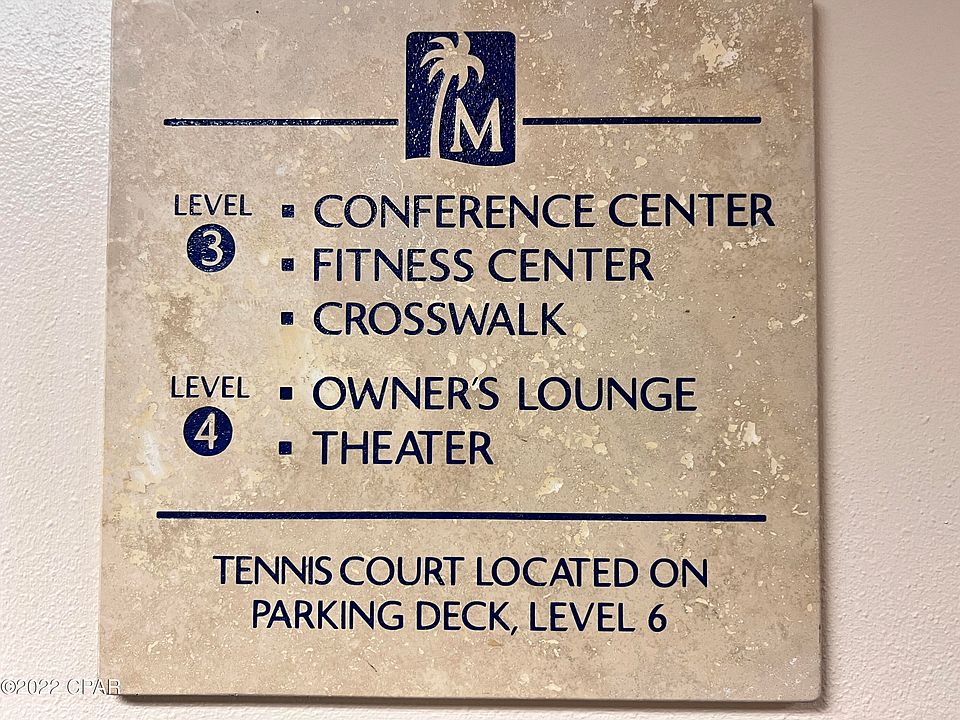 M
LEVEL
3
▪ CONFERENCE CENTER
▪ FITNESS CENTER
▪ CROSSWALK
LEVEL
4
▪ OWNER'S LOUNGE
▪ THEATER
TENNIS COURT LOCATED ON
PARKING DECK, LEVEL 6
©2022 CPAR